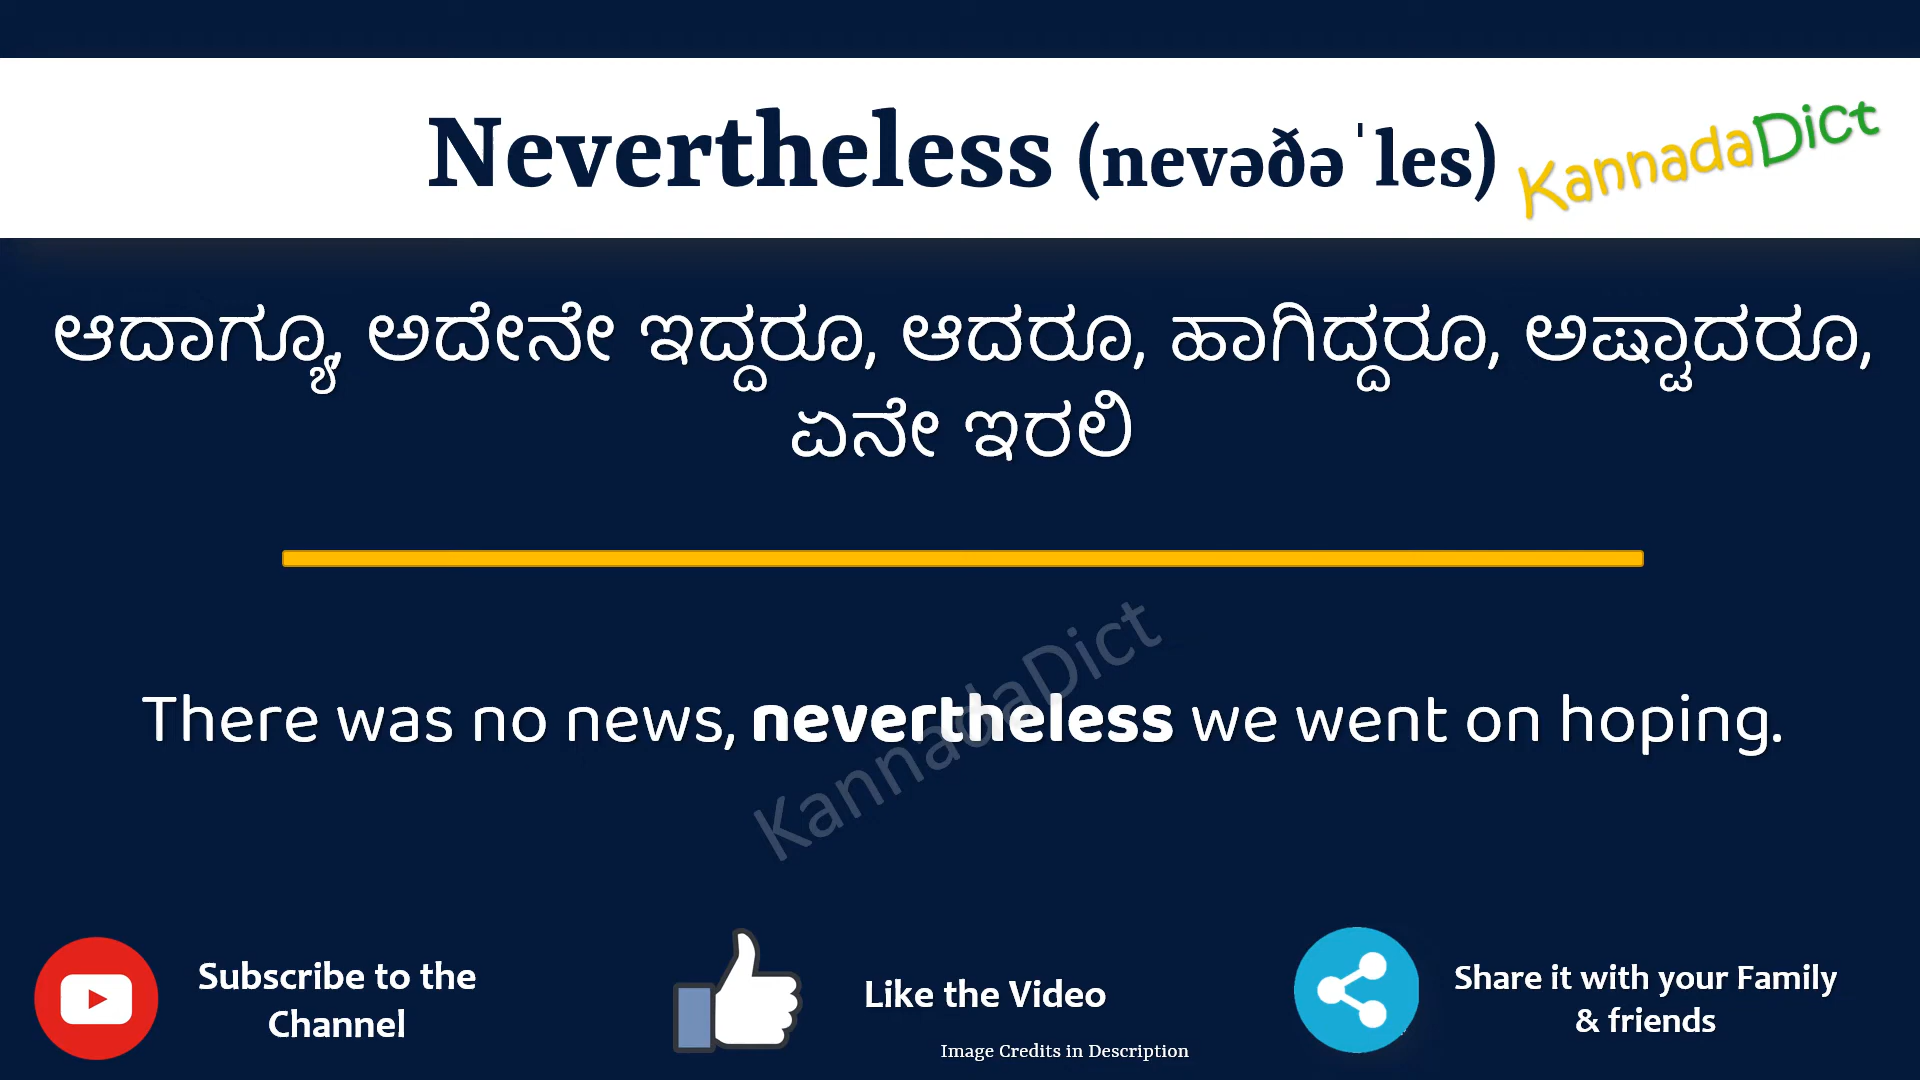 Nevertheless (nevəðəˈles)
KannadaDict
ಆದಾಗ್ಯೂ, ಅದೇನೇ ಇದ್ದರೂ, ಆದರೂ, ಹಾಗಿದ್ದರೂ, ಅಷ್ಟಾದರೂ,
ಏನೇ ಇರಲಿ
There was no news, nevertheless we went on hoping.
KannadaDict
Subscribe to the
Channel
Like the Video
Share it with your Family
& friends
Image Credits in Description